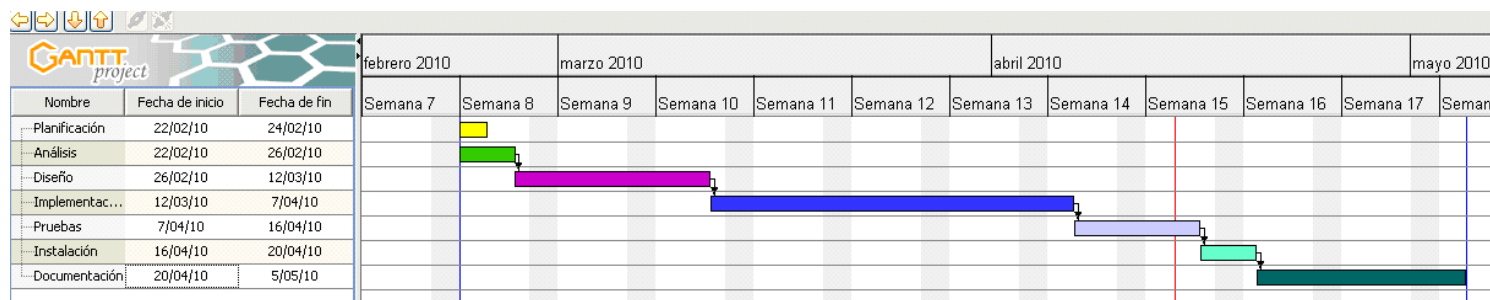 GANTT
project
febrero 2010 marzo 2010 abril 2010 mayo 2010
Nombre Fecha de inicio Fecha de fin Semana 7 Semana 8 Semana 9 Semana 10 Semana 11 Semana 12 Semana 13 Semana 14 Semana 15 Semana 16 Semana 17 Seman
Planificación 22/02/10 24/02/10
Análisis 22/02/10 26/02/10
Diseño 26/02/10 12/03/10
Implementac... 12/03/10 7/04/10
Pruebas 7/04/10 16/04/10
Instalación 16/04/10 20/04/10
Documentación 20/04/10 5/05/10